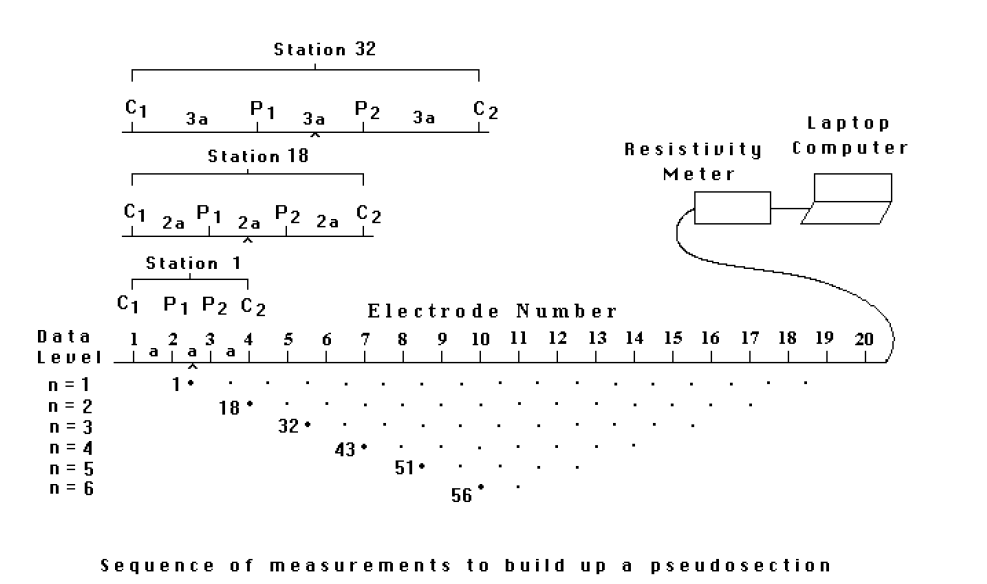 Station 32
C1 3a P1 3a P2 3a C2
Station 18
C1 2a P1 2a P2 2a C2
Station 1
C1 P1 P2 C2
Resistivity
Meter
Laptop
Computer
Electrode Number
Data
Level
1 2 3 4 5 6 7 8 9 10 11 12 13 14 15 16 17 18 19 20
a a a
n = 1 1
n = 2 18
n = 3 32
n = 4 43
n = 5 51
n = 6 56
Sequence of measurements to build up a pseudosection